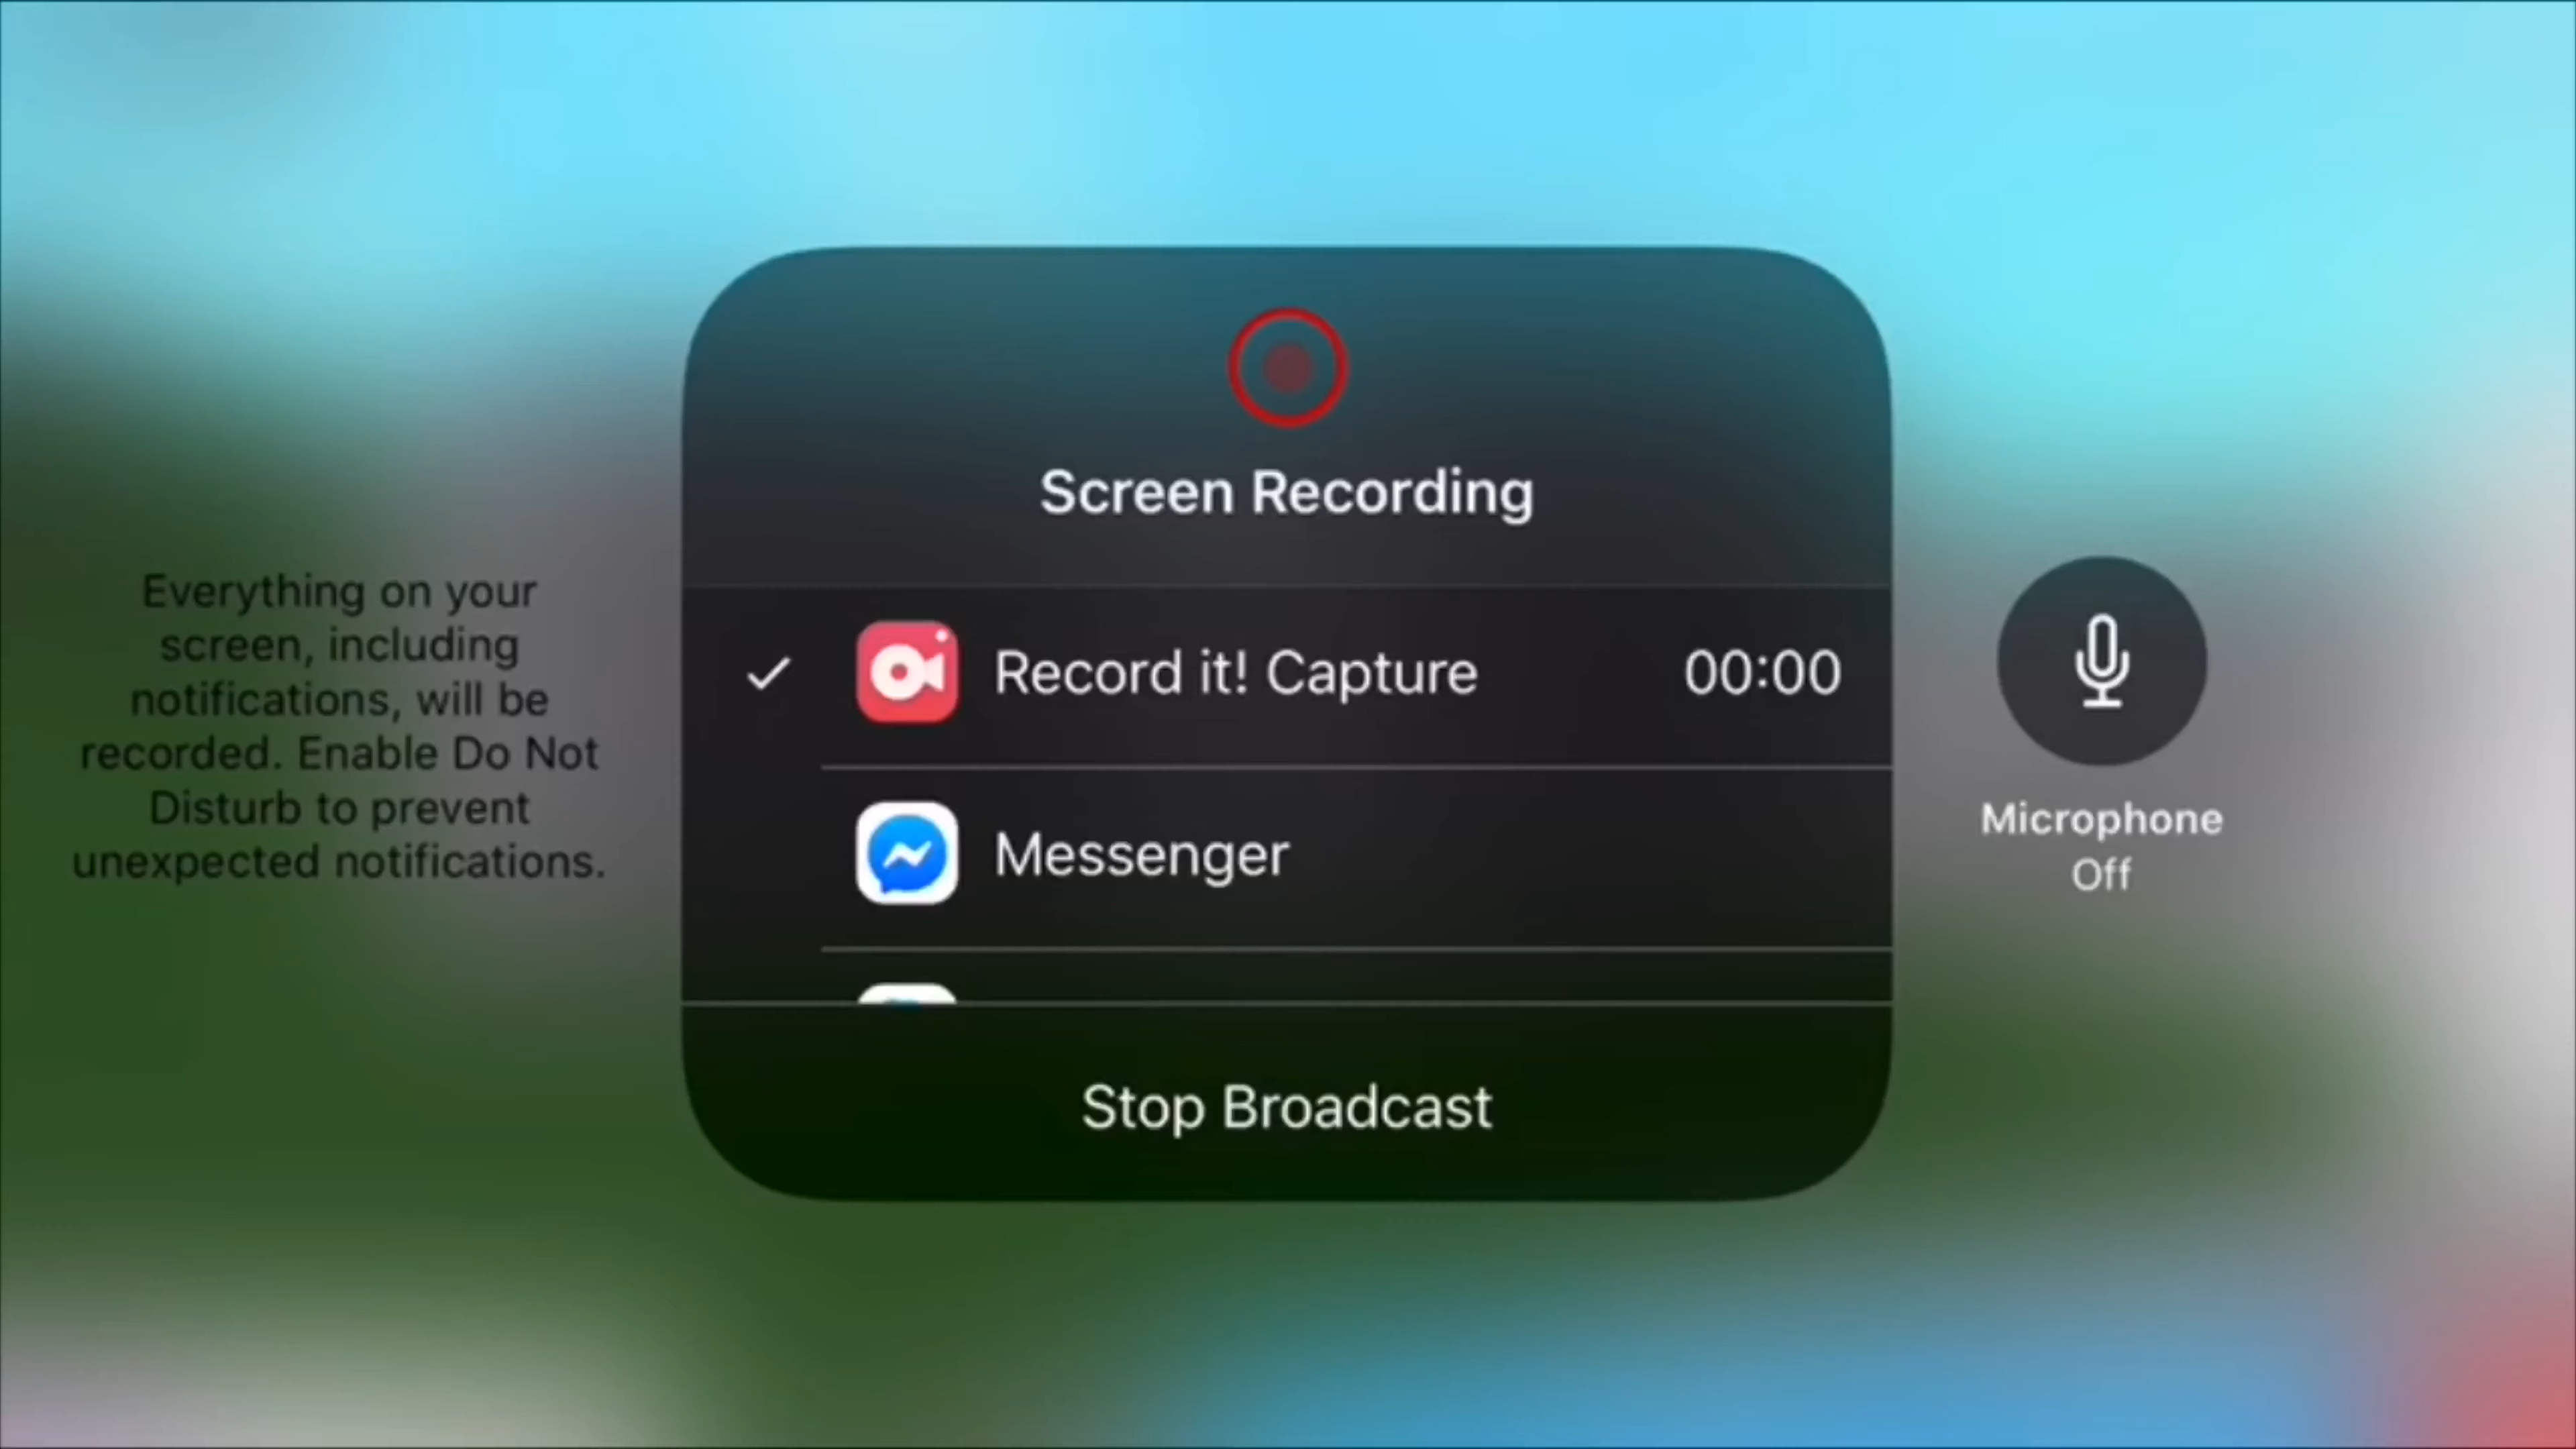 Screen Recording
Everything on your
screen, including
notifications, will be
recorded. Enable Do Not
Disturb to prevent
unexpected notifications.
Record it! Capture 00:00
Messenger
Stop Broadcast
Microphone
Off